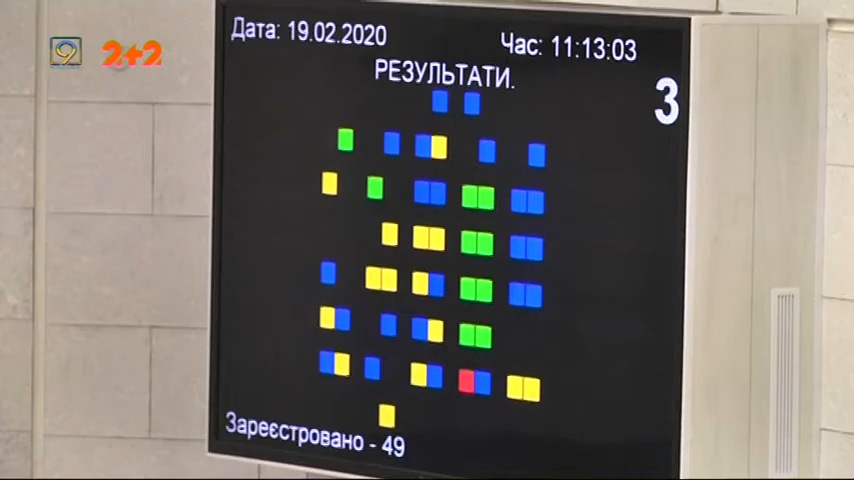 Дата: 19.02.2020
Час: 11:13:03
РЕЗУЛЬТАТИ.
3
Зареєстровано - 49
9
2+2